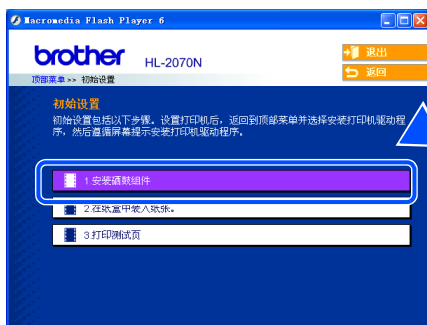 Macromedia Flash Player 6
brother HL-2070N
退出
返回
顶部菜单 >> 初始设置
初始设置
初始设置包括以下步骤。设置打印机后，返回到顶部菜单并选择安装打印机驱动程
序，然后遵循屏幕提示安装打印机驱动程序。
1.安装硒鼓组件
2.在纸盒中装入纸张。
3.打印测试页